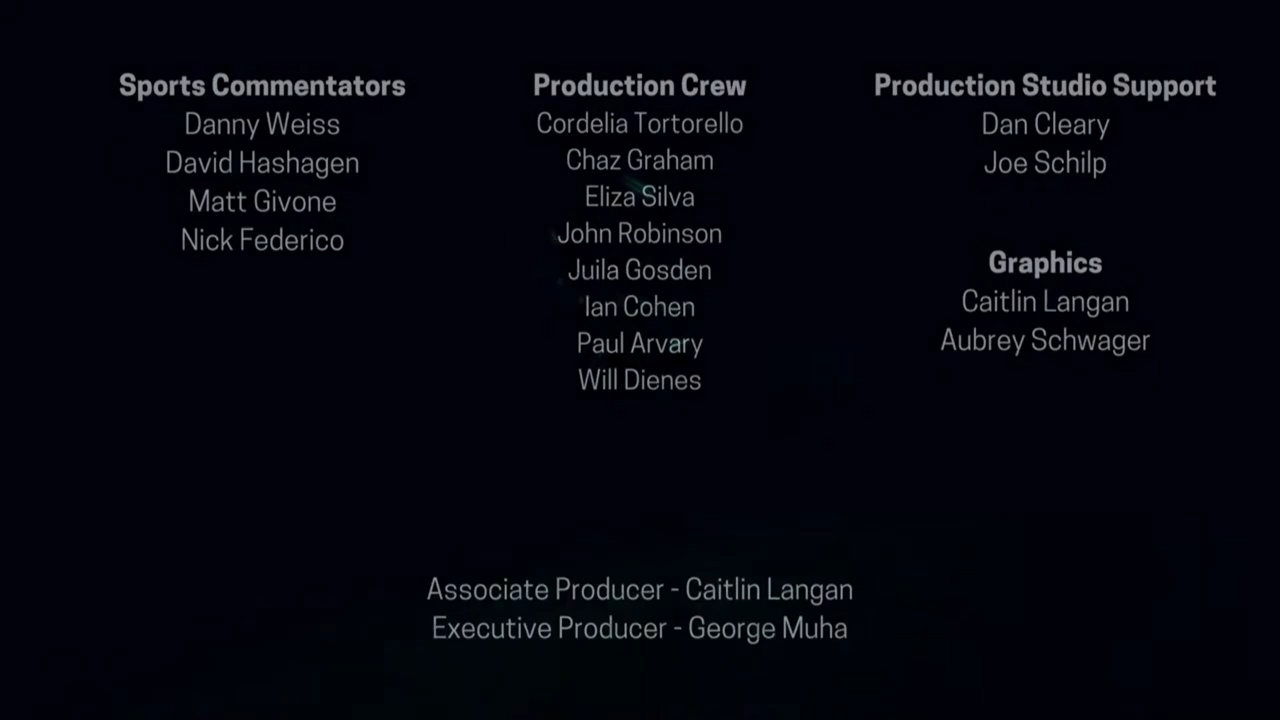 Sports Commentators
Danny Weiss
David Hashagen
Matt Givone
Nick Federico
Production Crew
Cordelia Tortorello
Chaz Graham
Eliza Silva
John Robinson
Juila Gosden
Ian Cohen
Paul Arvary
Will Dienes
Production Studio Support
Dan Cleary
Joe Schilp
Graphics
Caitlin Langan
Aubrey Schwager
Associate Producer - Caitlin Langan
Executive Producer - George Muha